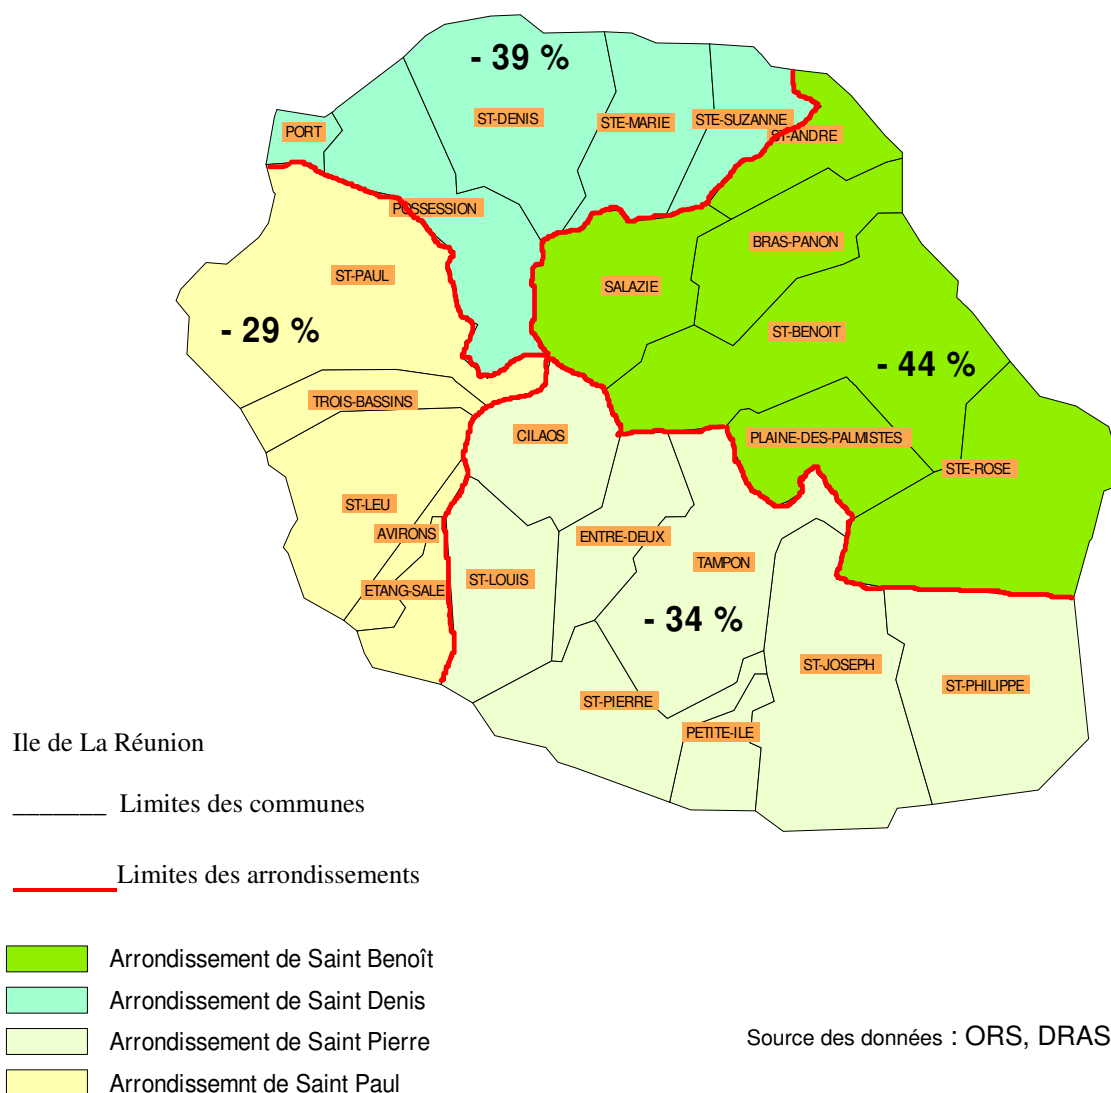 - 39 %
ST-DENIS
STE-MARIE
STE-SUZANNE
PORT
ST-ANDRE
POSSESSION
BRAS-PANON
ST-PAUL
SALAZIE
- 29 %
ST-BENOIT
- 44 %
TROIS-BASSINS
CILAOS
PLAINE-DES-PALMISTES
STE-ROSE
ST-LEU
AVIRONS
ENTRE-DEUX
TAMPON
ST-LOUIS
ETANG-SALE
- 34 %
ST-JOSEPH
ST-PHILIPPE
ST-PIERRE
PETITE-ILE
Ile de La Réunion
_______ Limites des communes
Limites des arrondissements
Arrondissement de Saint Benoît
Arrondissement de Saint Denis
Arrondissement de Saint Pierre
Arrondissemnt de Saint Paul
Source des données : ORS, DRAS